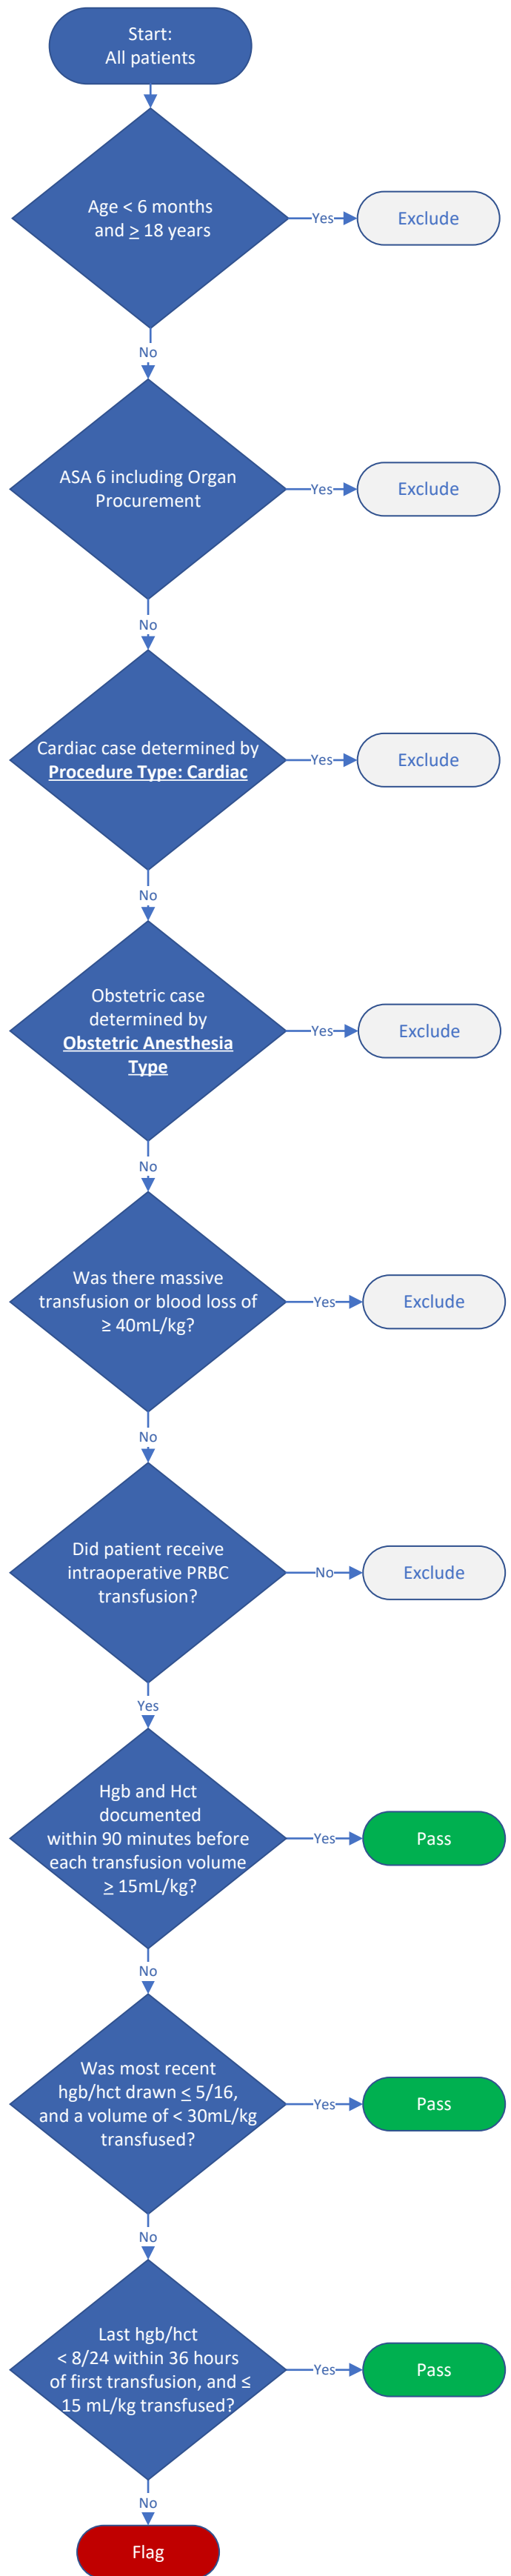 Start:
All patients
Age < 6 months
and ≥ 18 years
Yes
Exclude
No
ASA 6 including Organ
Procurement
Yes
Exclude
No
Cardiac case determined by
Procedure Type: Cardiac
Yes
Exclude
No
Obstetric case
determined by
Obstetric Anesthesia
Type
Yes
Exclude
No
Was there massive
transfusion or blood loss of
≥ 40mL/kg?
Yes
Exclude
No
Did patient receive
intraoperative PRBC
transfusion?
No
Exclude
Yes
Hgb and Hct
documented
within 90 minutes before
each transfusion volume
≥ 15mL/kg?
Yes
Pass
No
Was most recent
hgb/hct drawn ≤ 5/16,
and a volume of < 30mL/kg
transfused?
Yes
Pass
No
Last hgb/hct
< 8/24 within 36 hours
of first transfusion, and ≤
15 mL/kg transfused?
Yes
Pass
No
Flag